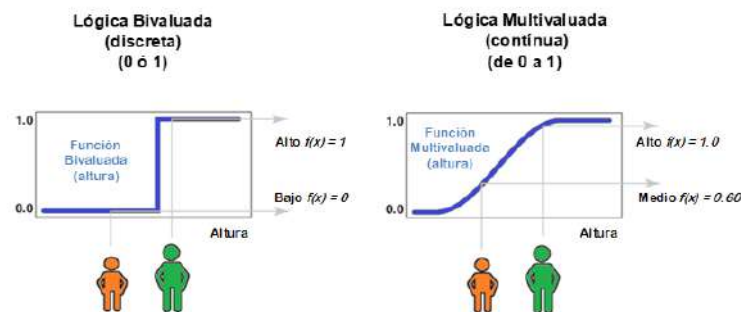 Lógica Bivaluada
(discreta)
(0 ó 1)
1.0
Función
Bivaluada
(altura)
0.0
Alto f(x) = 1
Bajo f(x) = 0
Altura
Lógica Multivaluada
(contínua)
(de 0 a 1)
1.0
Función
Multivaluada
(altura)
0.0
Alto f(x) = 1.0
Medio f(x) = 0.60
Altura